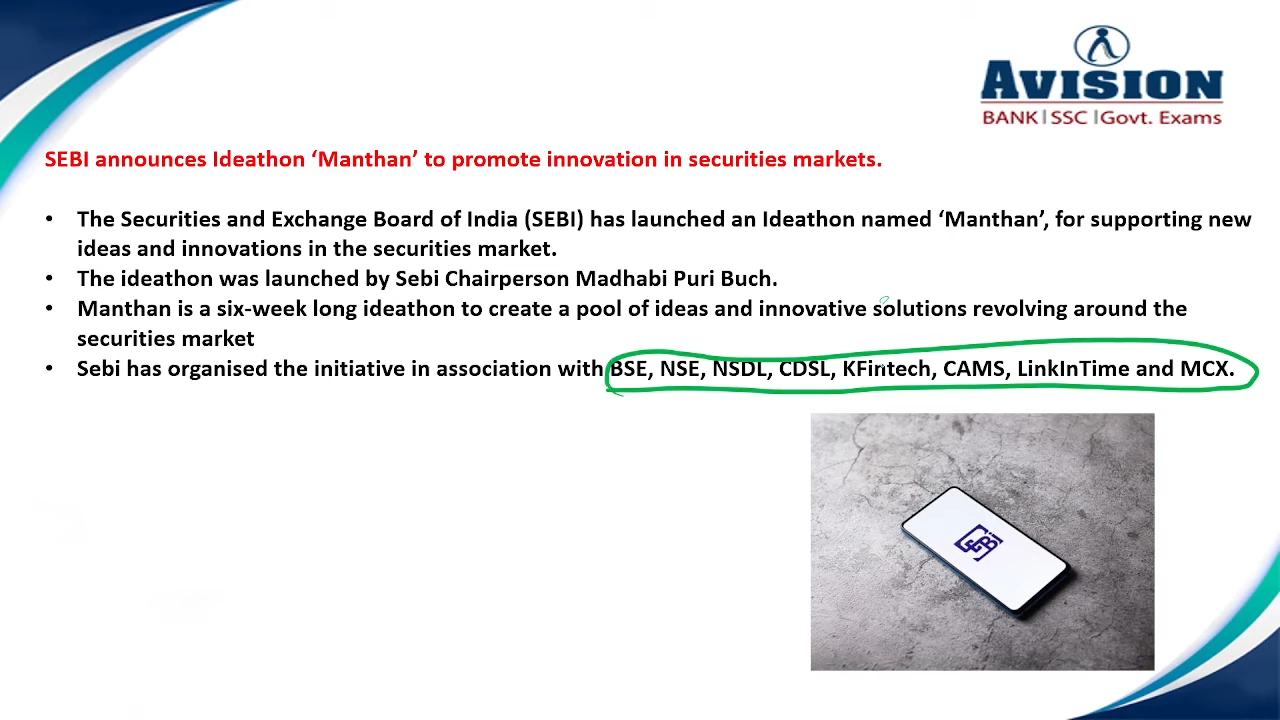 AVISION
BANK | SSC | Govt. Exams
SEBI announces Ideathon ‘Manthan’ to promote innovation in securities markets.
• The Securities and Exchange Board of India (SEBI) has launched an Ideathon named ‘Manthan’, for supporting new
ideas and innovations in the securities market.
• The ideathon was launched by Sebi Chairperson Madhabi Puri Buch.
• Manthan is a six-week long ideathon to create a pool of ideas and innovative solutions revolving around the
securities market
• Sebi has organised the initiative in association with BSE, NSE, NSDL, CDSL, KFintech, CAMS, LinkInTime and MCX.
SEBI